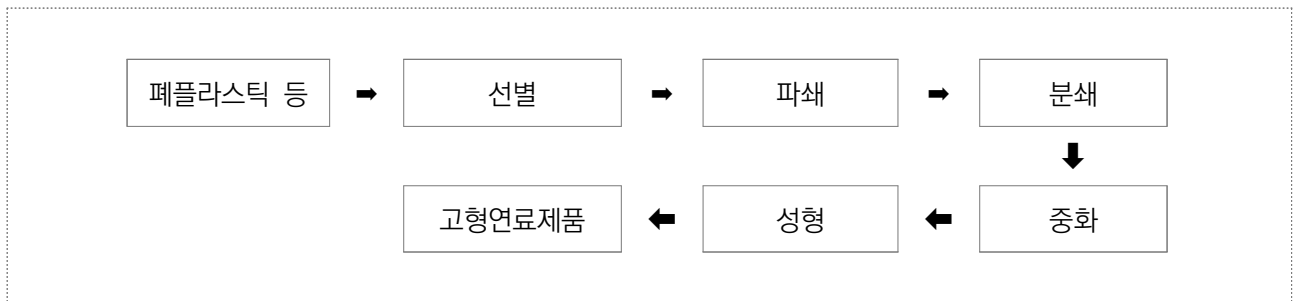 폐플라스틱 등 ➡ 선별 ➡ 파쇄 ➡ 분쇄
⬇
고형연료제품 ⬅ 성형 ⬅ 중화